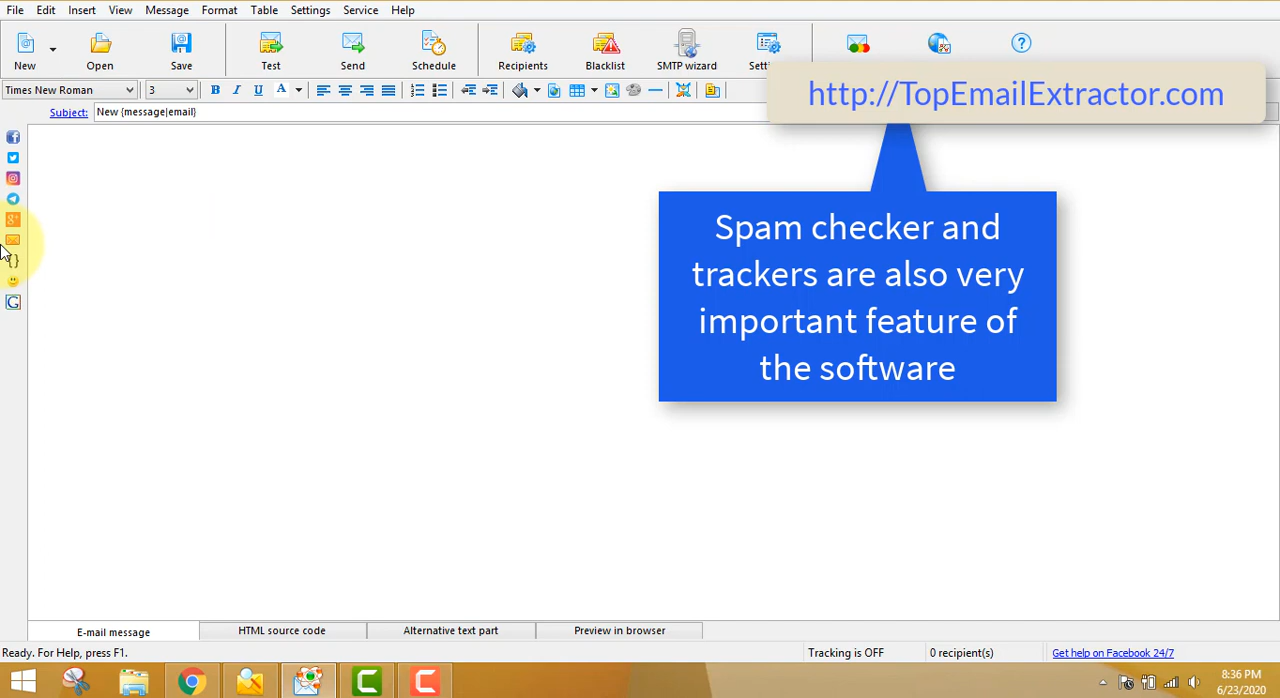 File Edit Insert View Message Format Table Settings Service Help
New Open Save Test Send Schedule Recipients Blacklist SMTP wizard
Times New Roman 3 B I U A
http://TopEmailExtractor.com
Subject: New {message|email}
Spam checker and
trackers are also very
important feature of
the software
E-mail message HTML source code Alternative text part Preview in browser
Ready. For Help, press F1. Tracking is OFF 0 recipient(s) Get help on Facebook 24/7
8:36 PM
6/23/2020